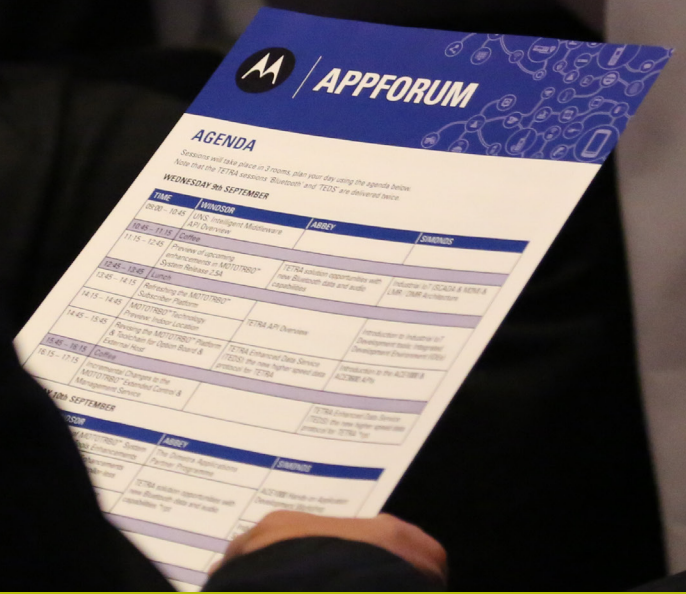 APPFORUM
AGENDA
Sessions will take place in 3 rooms, plan your day using the agenda below.
Note that the TETRA sessions 'Bluetooth' and 'TEDS' are delivered twice.
WEDNESDAY 9th SEPTEMBER
TIME WINDSOR ABBEY SIMONDS
09:00 - 10:45 UNS: Intelligent Middleware
API Overview
10:45 - 11:15 Coffee
11:15 - 12:45 Preview of upcoming
enhancements in MOTOTRBO™
System Release 2.5A
TETRA solution opportunities with
new Bluetooth data and audio
capabilities
Industrial IoT (SCADA & M2M) &
LMR / DMR Architecture
12:45 - 13:45 Lunch
13:45 - 14:15 Refreshing the MOTOTRBO™
Subscriber Platform
14:15 - 14:45 MOTOTRBO™ Technology
Preview: Indoor Location
TETRA API Overview
Introduction to Industrial IoT
Development tools: Integrated
Development Environment
14:45 - 15:45 Revising the MOTOTRBO™ Platform
& Toolchain for Option Board &
External Host
TETRA Enhanced Data Service
(TEDS): the new higher speed data
protocol for TETRA
Introduction to the &
APIs
15:45 - 16:15 Coffee
16:15 - 17:15 Incremental Changes to the
MOTOTRBO™ Extended Control &
Management Service
TETRA Enhanced Data Service
(TEDS): the new higher speed data
protocol for TETRA *rpt
10th SEPTEMBER
ABBEY SIMONDS
MOTOTRBO™ System
Enhancements
The Dimetra Applications
Partner Programme
TETRA solution opportunities with
new Bluetooth data and audio
capabilities *rpt
Hands on Application
Development